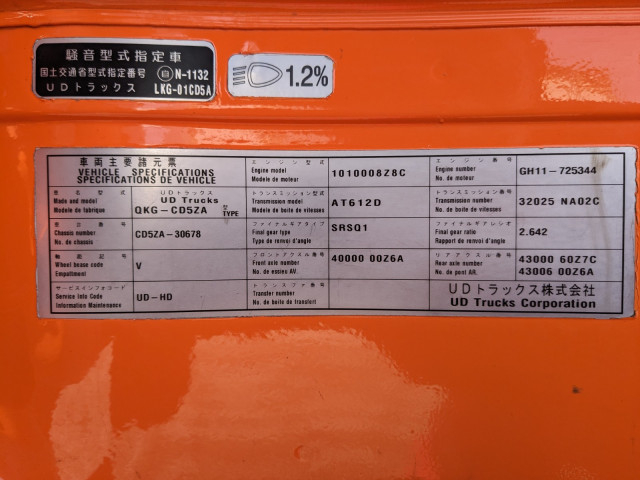 騒音型式指定車
国土交通省型式指定番号 自 N-1132
UDトラックス LKG-01CD5A
1.2%
車両主要諸元票
VEHICLE SPECIFICATIONS
SPECIFICATIONS DE VEHICLE
車名型式
Made and model
Modele de fabrique
UDトラックス
UD Trucks
QKG-CD5ZA 型 TYPE
車台番号
Chassis number
No. de chassis
CD5ZA-30678
軸距記号
Wheel bease code
Empattment
V
サービスインフォコード
Service Info Code
Information Maintenance
UD-HD
エンジン型式
Engine model
Modele de moteur
1010008Z8C
トランスミッション型式
Transmission model
Modele de boite de vitesses
AT612D
ファイナルギヤタイプ
Final gear type
Type de renvoi d'angle
SRSQ1
フロントアクスル番号
Front axle number
No. de essieu AV.
40000 00Z6A
トランスファ番号
Transfer number
No. de boite de transfert
エンジン番号
Engine number
No. de moteur
GH11-725344
トランスミッション番号
Transmission number
No. de boite de vitesses
32025 NA02C
ファイナルギヤレシオ
Final gear ratio
Rapport de renvoi d'angle
2.642
リアアクスル番号
Rear axle number
No. de pont AR.
43000 60Z7C
43006 00Z6A
UDトラックス株式会社
UD Trucks Corporation